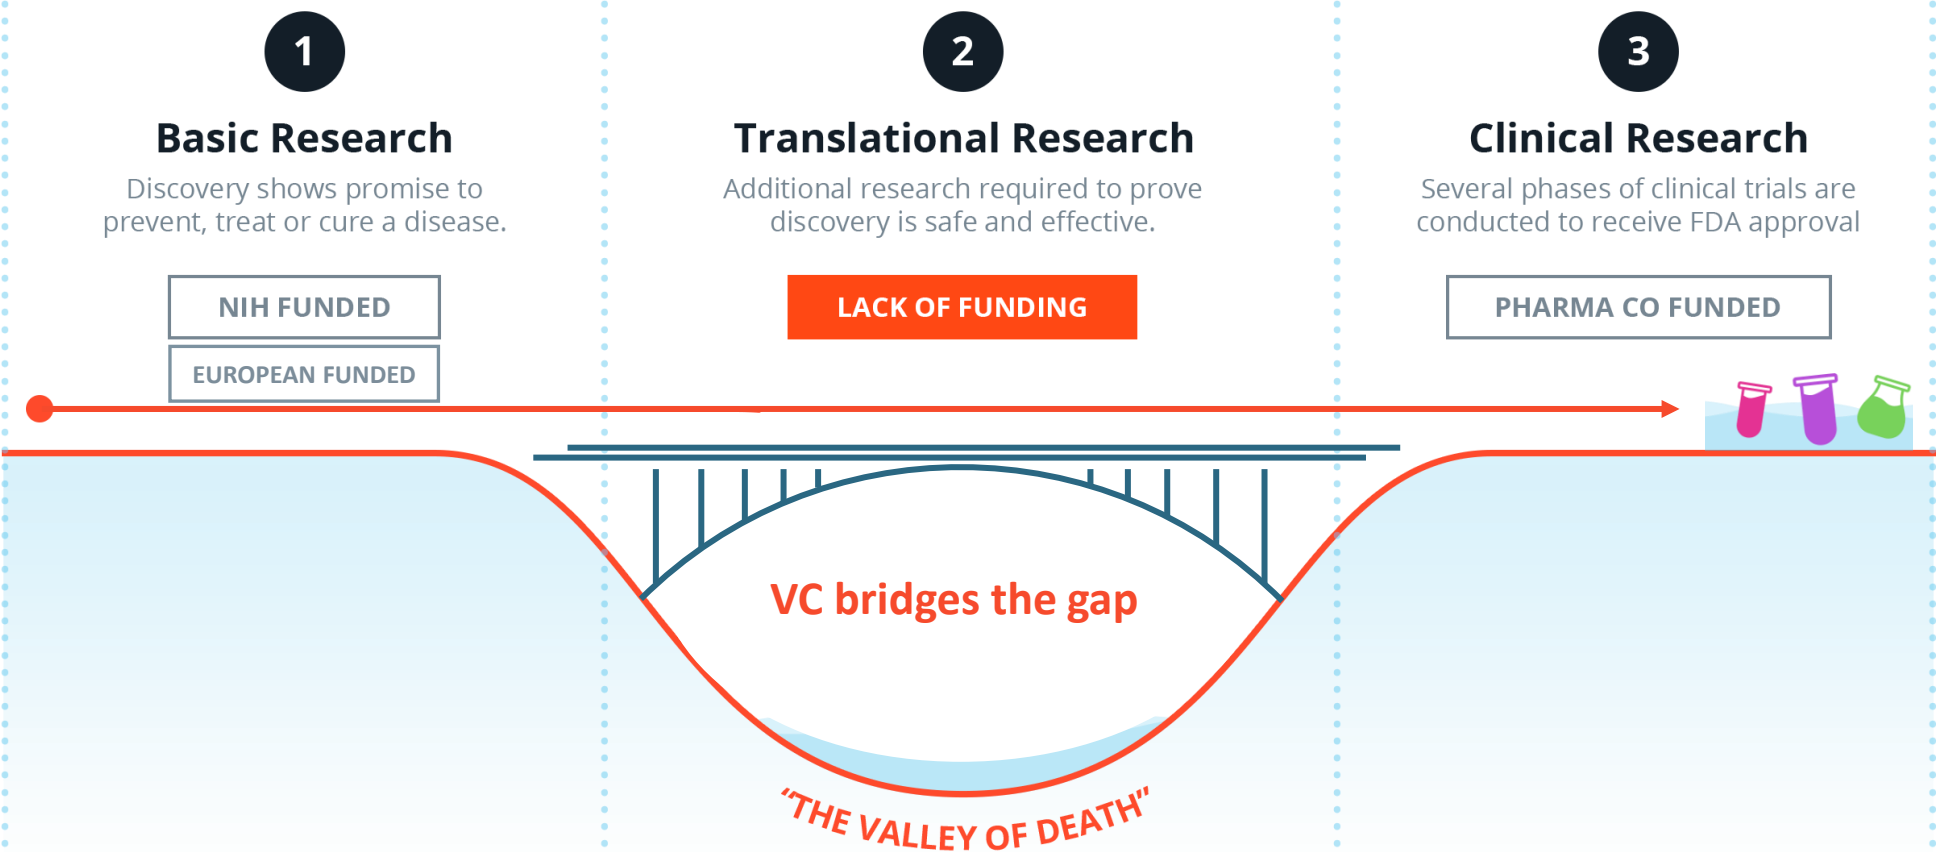 1
Basic Research
Discovery shows promise to
prevent, treat or cure a disease.
NIH FUNDED
EUROPEAN FUNDED
2
Translational Research
Additional research required to prove
discovery is safe and effective.
LACK OF FUNDING
3
Clinical Research
Several phases of clinical trials are
conducted to receive FDA approval
PHARMA CO FUNDED
VC bridges the gap
“THE VALLEY OF DEATH”